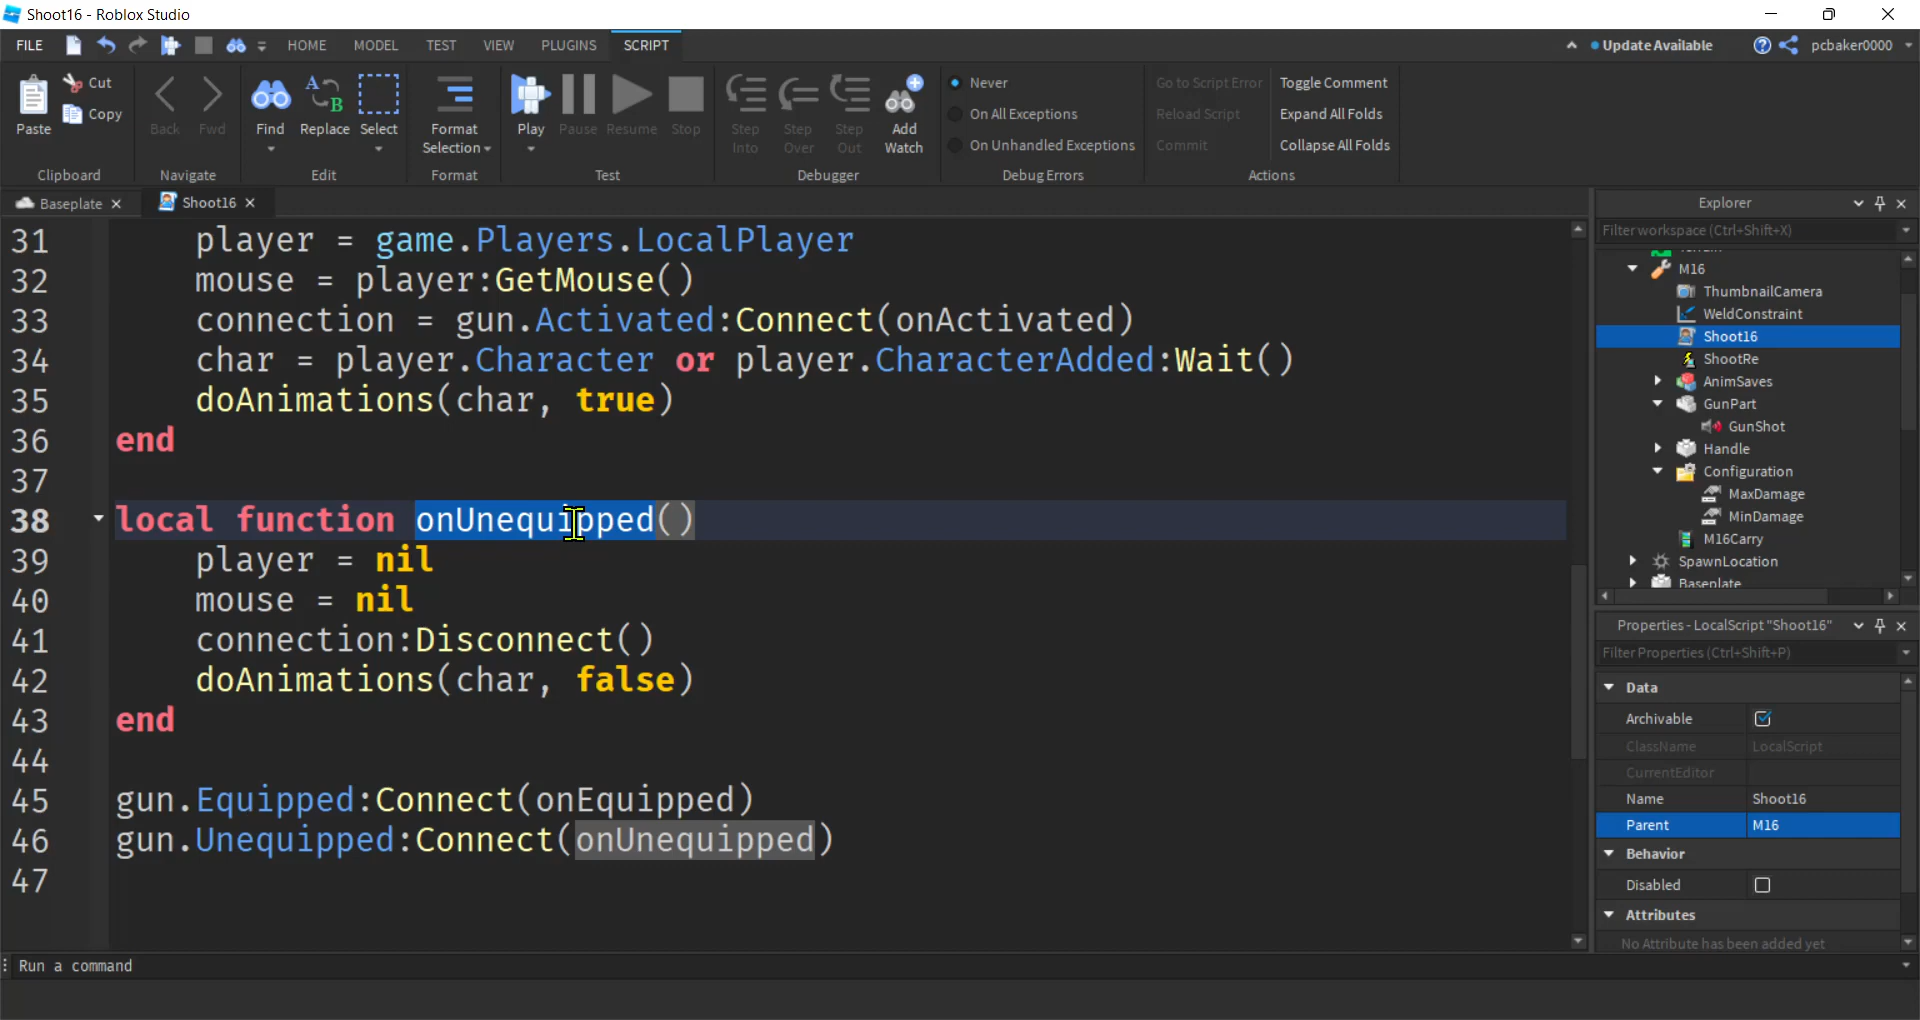 Shoot16 - Roblox Studio
FILE HOME MODEL TEST VIEW PLUGINS SCRIPT Update Available pcbaker0000
Paste Cut Copy Back Fwd Find Replace Select Format Selection Play Pause Resume Stop Step Into Step Over Step Out Add Watch
Never
On All Exceptions
On Unhandled Exceptions
Go to Script Error
Reload Script
Commit
Toggle Comment
Expand All Folds
Collapse All Folds
Clipboard Navigate Edit Format Test Debugger Debug Errors Actions
Baseplate Shoot16
31 player = game.Players.LocalPlayer
32 mouse = player:GetMouse()
33 connection = gun.Activated:Connect(onActivated)
34 char = player.Character or player.CharacterAdded:Wait()
35 doAnimations(char, true)
36 end
37
38 local function onUnequipped()
39 player = nil
40 mouse = nil
41 connection:Disconnect()
42 doAnimations(char, false)
43 end
44
45 gun.Equipped:Connect(onEquipped)
46 gun.Unequipped:Connect(onUnequipped)
47
Explorer
Filter workspace (Ctrl+Shift+X)
M16
ThumbnailCamera
WeldConstraint
Shoot16
ShootRe
AnimSaves
GunPart
GunShot
Handle
Configuration
MaxDamage
MinDamage
M16Carry
SpawnLocation
Baseplate
Properties - LocalScript "Shoot16"
Filter Properties (Ctrl+Shift+P)
Data
Archivable
ClassName LocalScript
CurrentEditor
Name Shoot16
Parent M16
Behavior
Disabled
Attributes
No Attribute has been added yet
Run a command